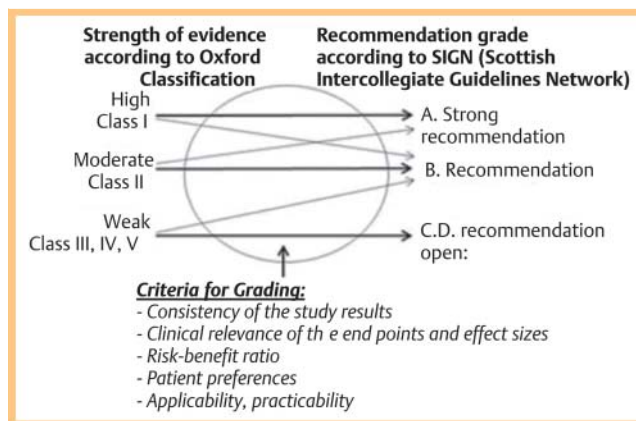 Strength of evidence
according to Oxford
Classification
Recommendation grade
according to SIGN (Scottish
Intercollegiate Guidelines Network)
High
Class I
Moderate
Class II
Weak
Class III, IV, V
A. Strong
recommendation
B. Recommendation
C.D. recommendation
open:
Criteria for Grading:
- Consistency of the study results
- Clinical relevance of th e end points and effect sizes
- Risk-benefit ratio
- Patient preferences
- Applicability, practicability